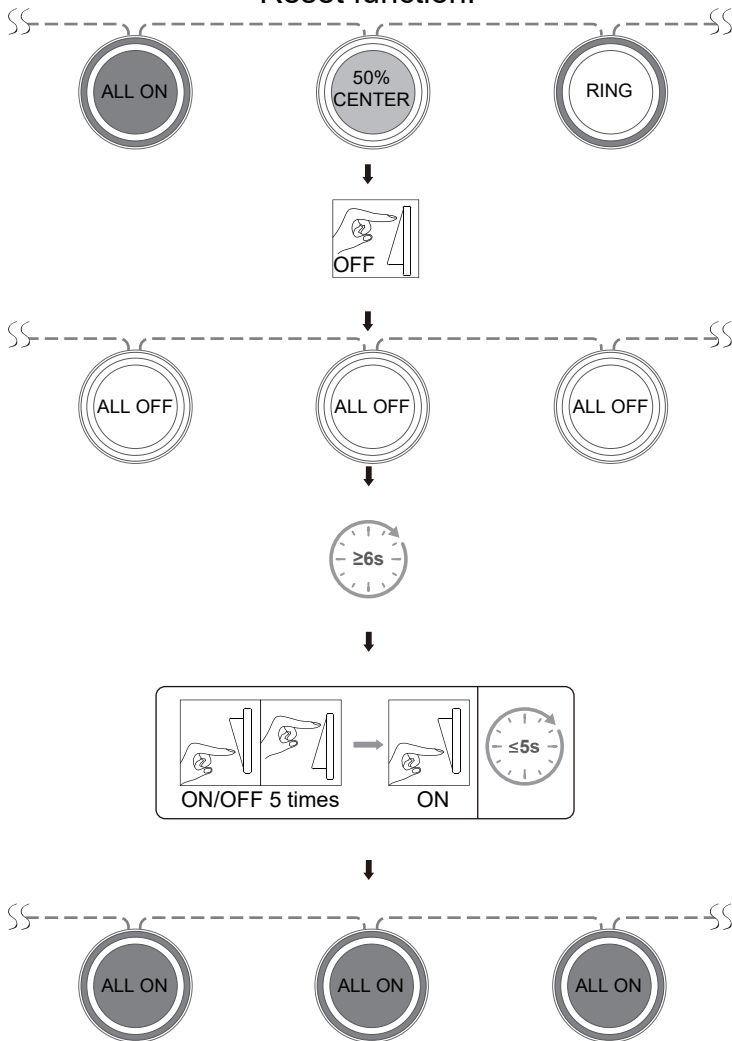 Reset function:
ALL ON
50%
CENTER
RING
OFF
ALL OFF
ALL OFF
ALL OFF
≥6s
≤5s
ON/OFF 5 times
ON
ALL ON
ALL ON
ALL ON